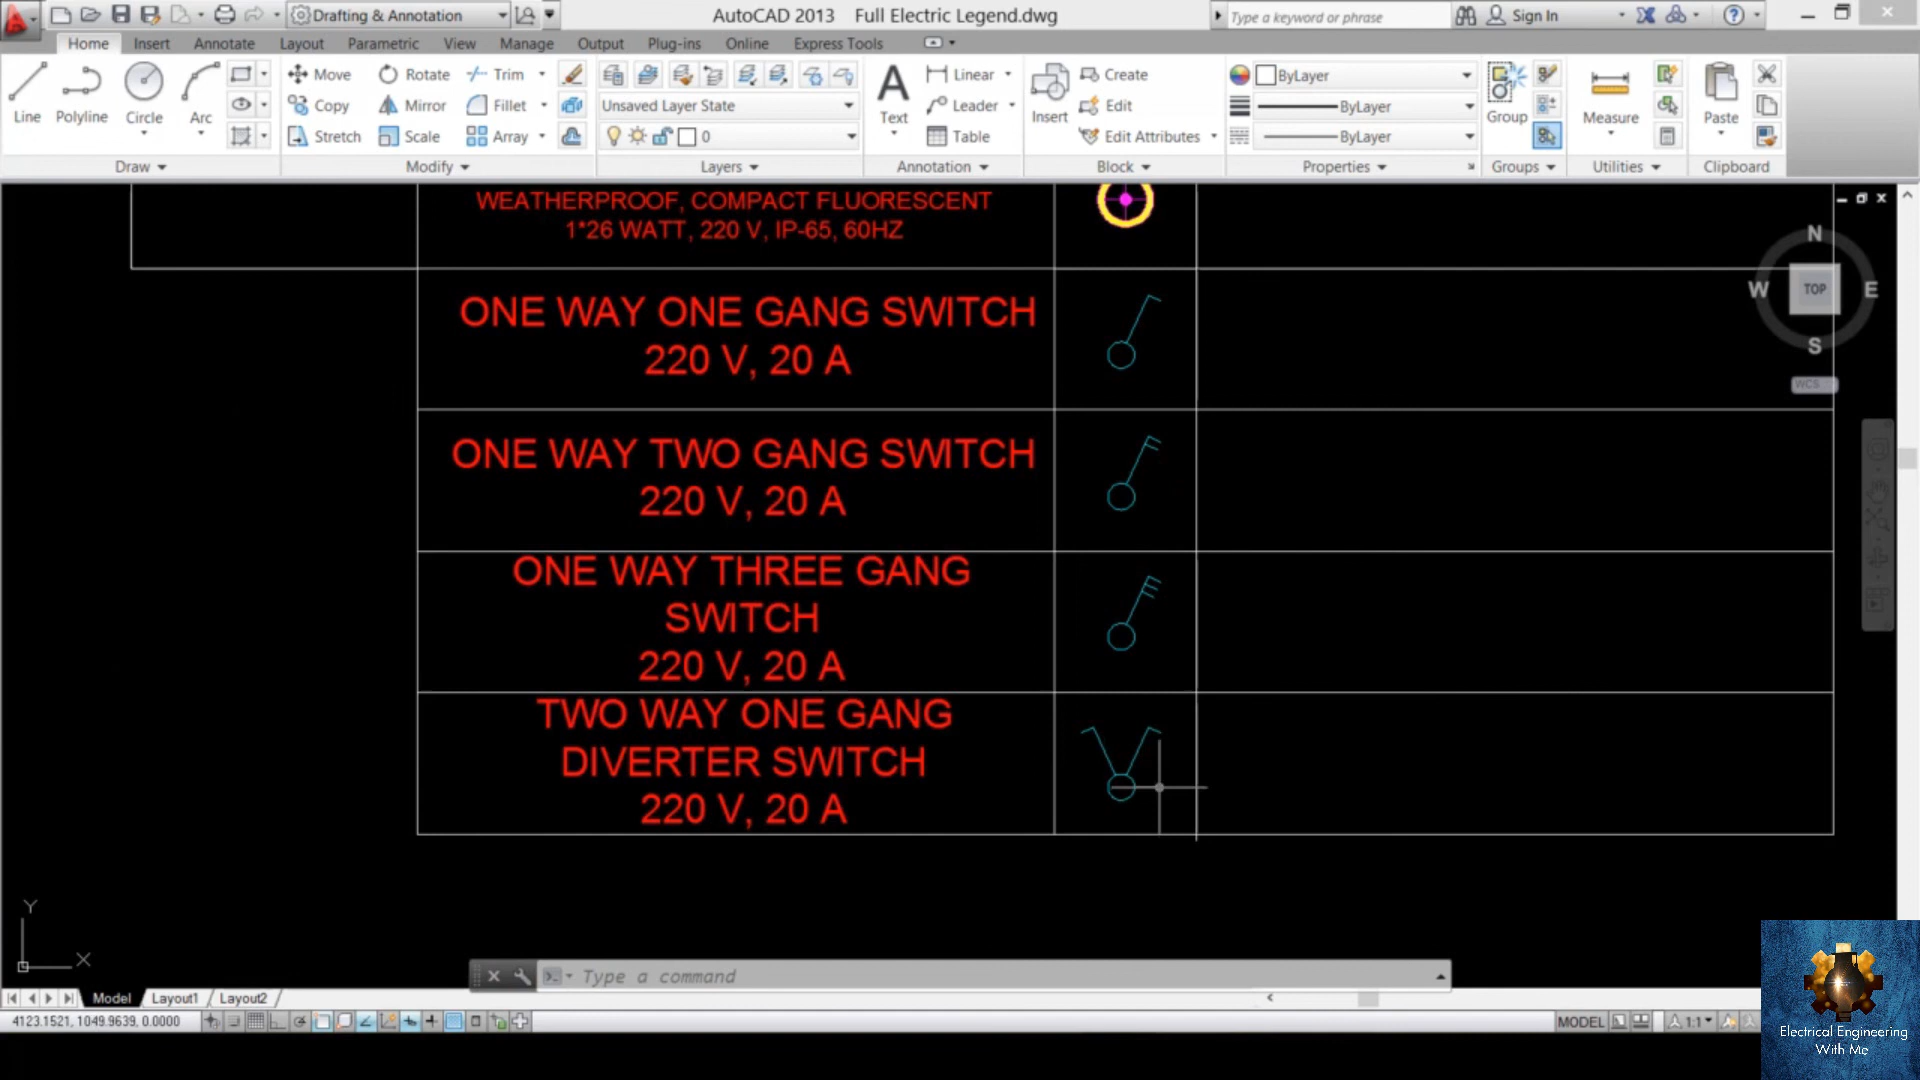 Drafting & Annotation
AutoCAD 2013 Full Electric Legend.dwg
Type a keyword or phrase
Sign In
Home Insert Annotate Layout Parametric View Manage Output Plug-ins Online Express Tools
Line
Polyline
Circle
Arc
Draw
Move Rotate Trim
Copy Mirror Fillet
Stretch Scale Array
Modify
Unsaved Layer State
0
Layers
Text
Linear
Leader
Table
Annotation
Insert
Create
Edit
Edit Attributes
Block
ByLayer
ByLayer
ByLayer
Properties
Group
Groups
Measure
Utilities
Paste
Clipboard
WEATHERPROOF, COMPACT FLUORESCENT
1*26 WATT, 220 V, IP-65, 60HZ
ONE WAY ONE GANG SWITCH
220 V, 20 A
ONE WAY TWO GANG SWITCH
220 V, 20 A
ONE WAY THREE GANG
SWITCH
220 V, 20 A
TWO WAY ONE GANG
DIVERTER SWITCH
220 V, 20 A
N
W TOP E
S
WCS
Y
X
Type a command
Model Layout1 Layout2
4123.1521, 1049.9639, 0.0000
MODEL
1:1
Electrical Engineering
With Me